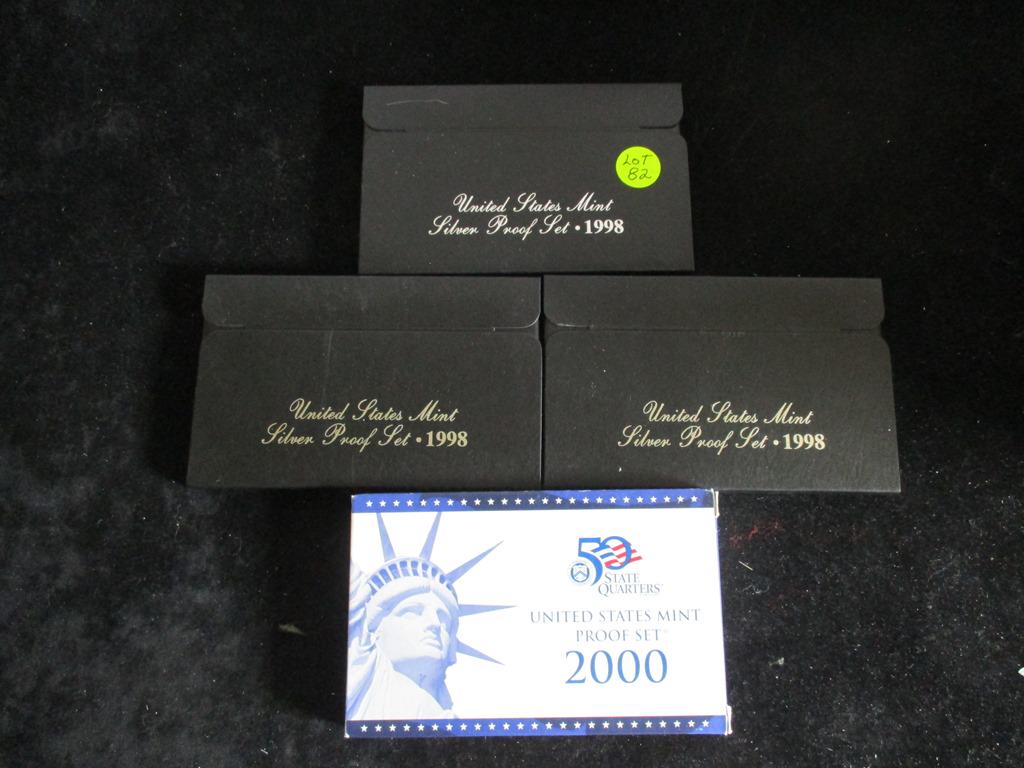 LOT
B2
United States Mint
Silver Proof Set • 1998
United States Mint
Silver Proof Set • 1998
United States Mint
Silver Proof Set • 1998
50
STATE
QUARTERS
UNITED STATES MINT
PROOF SET
2000